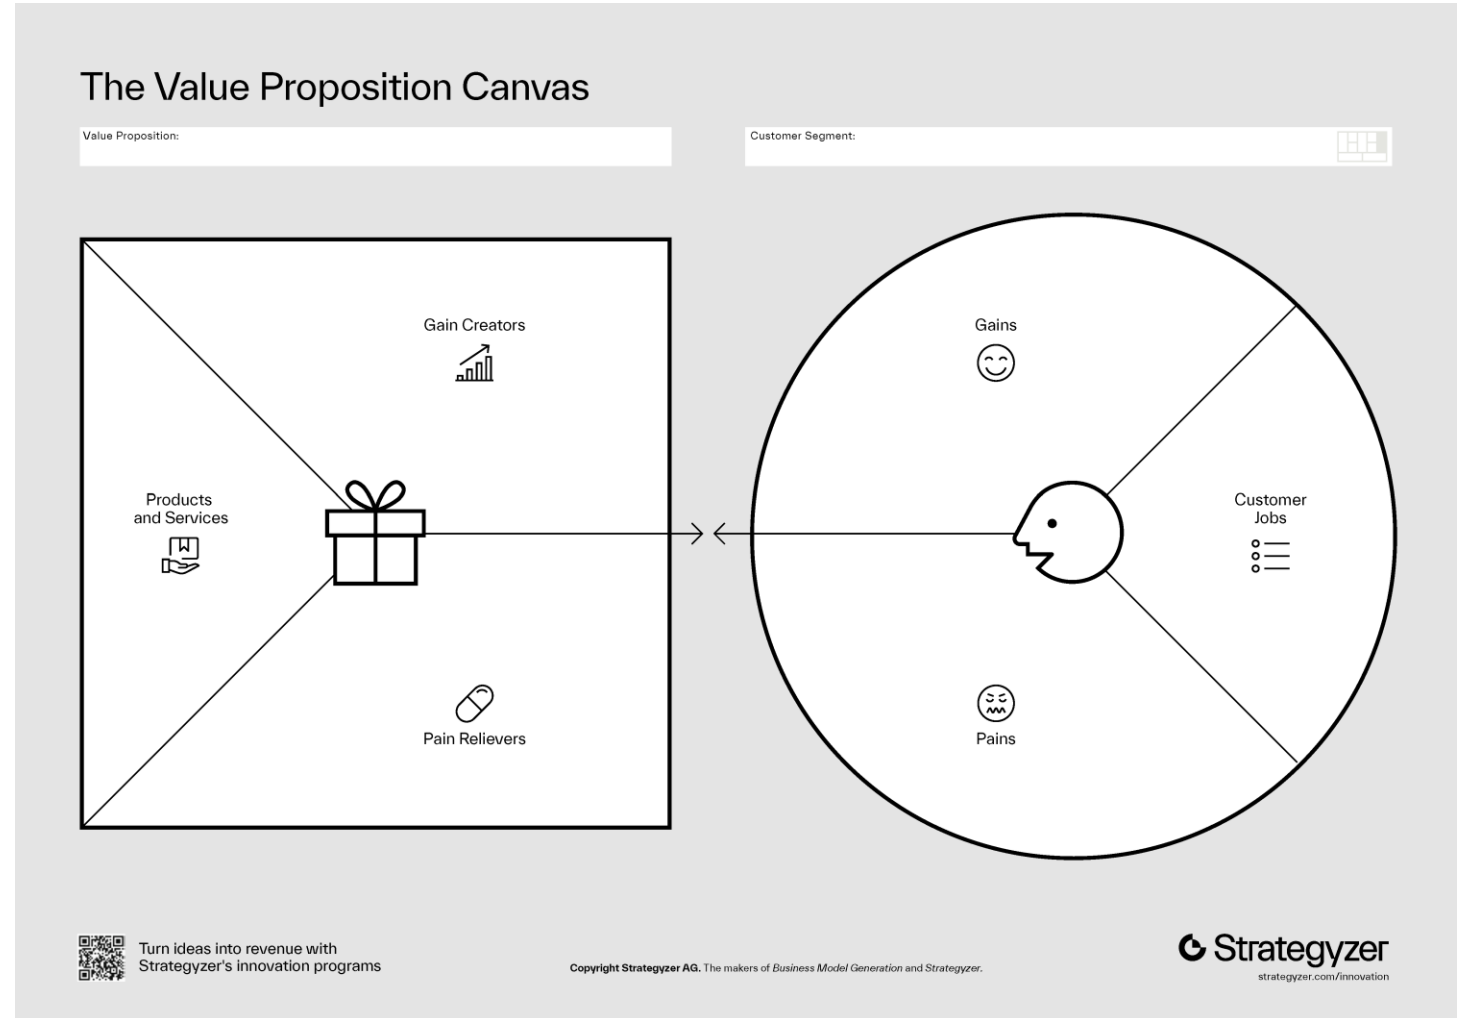 The Value Proposition Canvas
Value Proposition:
Customer Segment:
Gain Creators
Gains
Products
and Services
Customer
Jobs
Pain Relievers
Pains
Turn ideas into revenue with
Strategyzer's innovation programs
Copyright Strategyzer AG. The makers of Business Model Generation and Strategyzer.
Strategyzer
strategyzer.com/innovation